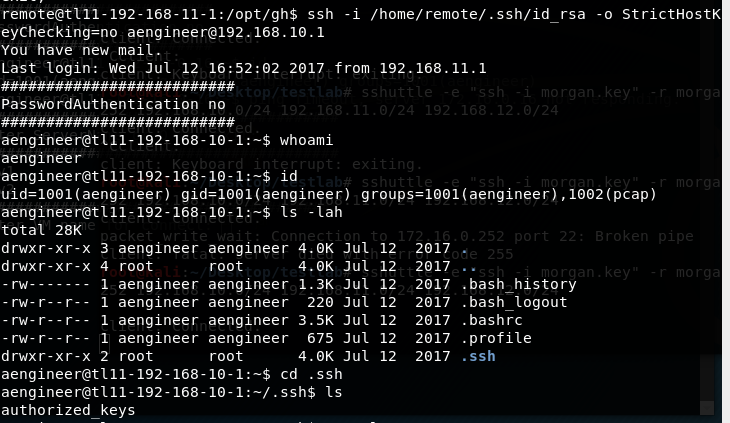 remote@tl11-192-168-11-1:/opt/gh$ ssh -i /home/remote/.ssh/id_rsa -o StrictHostK
eyChecking=no aengineer@192.168.10.1
You have new mail.
Last login: Wed Jul 12 16:52:02 2017 from 192.168.11.1
##########################
PasswordAuthentication no
##########################
aengineer@tl11-192-168-10-1:~$ whoami
aengineer
aengineer@tl11-192-168-10-1:~$ id
uid=1001(aengineer) gid=1001(aengineer) groups=1001(aengineer),1002(pcap)
aengineer@tl11-192-168-10-1:~$ ls -lah
total 28K
drwxr-xr-x 3 aengineer aengineer 4.0K Jul 12  2017 .
drwxr-xr-x 4 root      root      4.0K Jul 12  2017 ..
-rw------- 1 aengineer aengineer 1.3K Jul 12  2017 .bash_history
-rw-r--r-- 1 aengineer aengineer  220 Jul 12  2017 .bash_logout
-rw-r--r-- 1 aengineer aengineer 3.5K Jul 12  2017 .bashrc
-rw-r--r-- 1 aengineer aengineer  675 Jul 12  2017 .profile
drwxr-xr-x 2 root      root      4.0K Jul 12  2017 .ssh
aengineer@tl11-192-168-10-1:~$ cd .ssh
aengineer@tl11-192-168-10-1:~/.ssh$ ls
authorized_keys